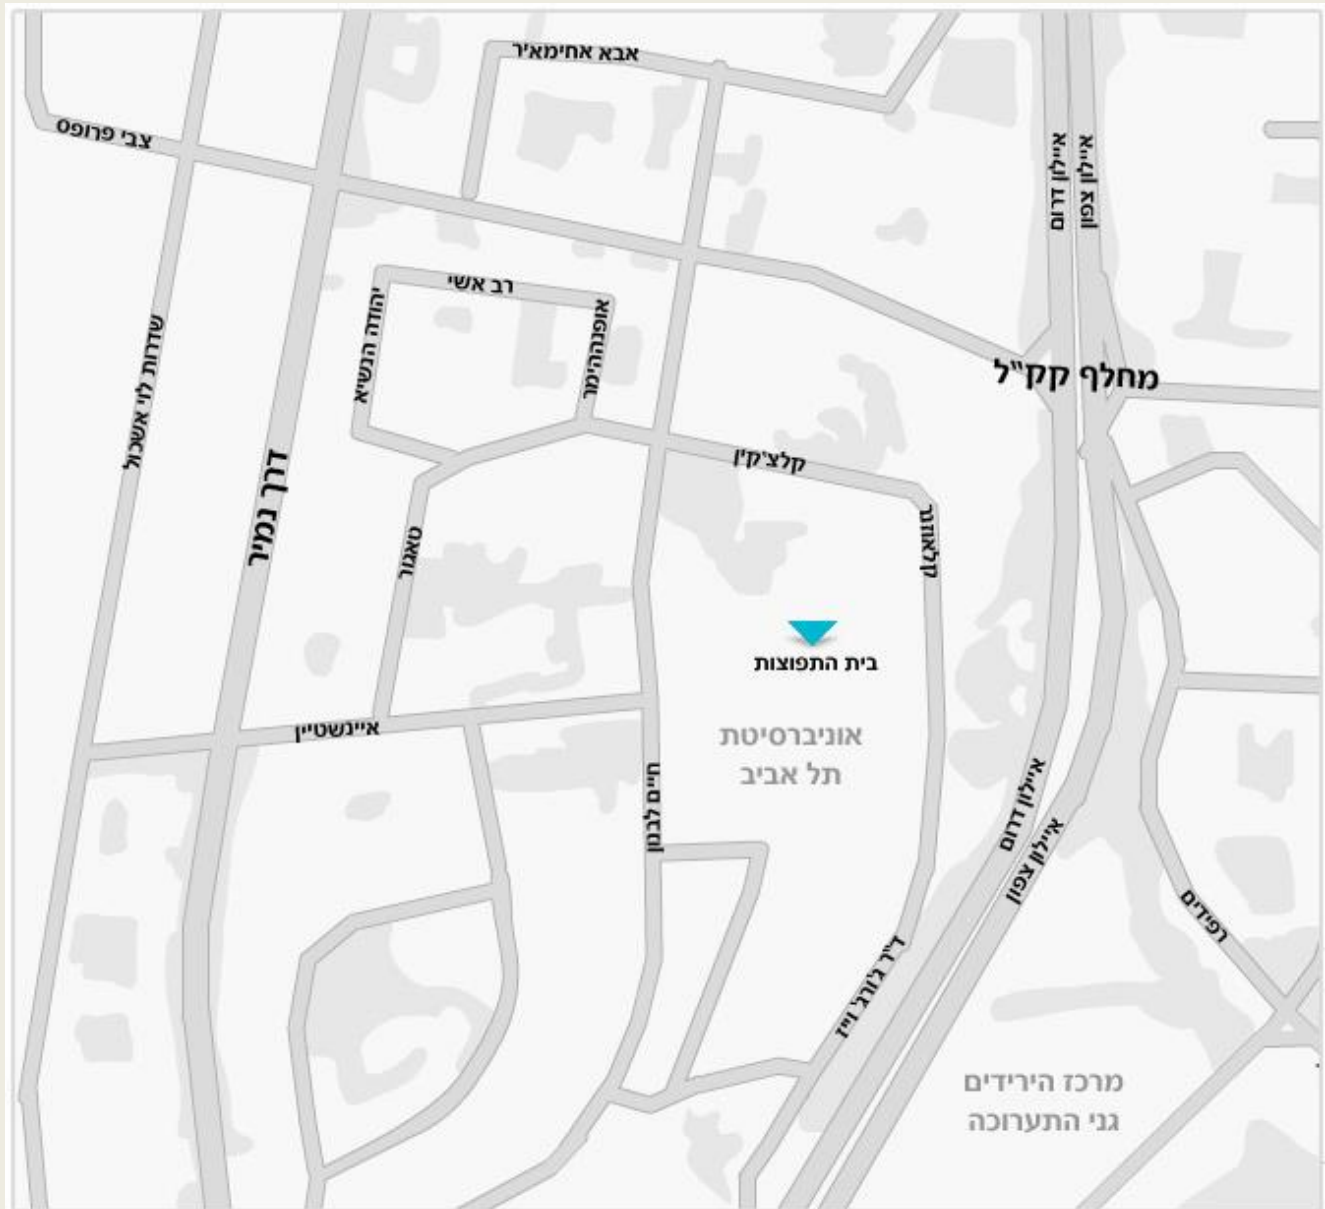 אבא אחימאיר
צבי פרופס
איילון דרום
איילון צפון
רב אשי
יהודה הנשיא
אופנהיימר
שדרות לוי אשכול
מחלף קק"ל
דרך נמיר
קלצ'קין
טאגור
ברזאלון
בית התפוצות
איינשטיין
אוניברסיטת
תל אביב
חיים לבנון
איילון דרום
איילון צפון
רפידים
ד"ר ג'ורג' וייז
מרכז הירידים
גני התערוכה